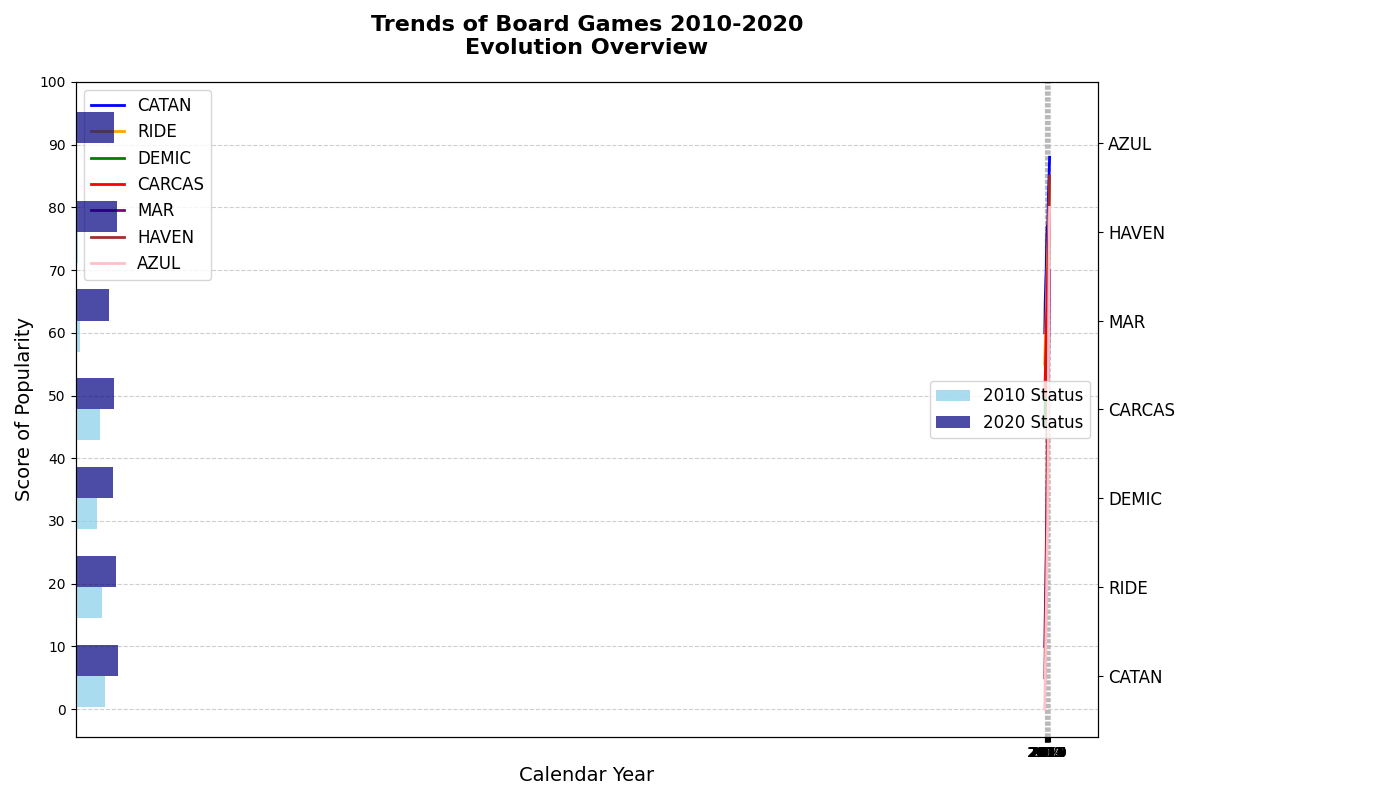 Trends of Board Games 2010-2020
Evolution Overview
Score of Popularity
100
90
80
70
60
50
40
30
20
10
0
CATAN
RIDE
DEMIC
CARCAS
MAR
HAVEN
AZUL
2010 Status
2020 Status
AZUL
HAVEN
MAR
CARCAS
DEMIC
RIDE
CATAN
Calendar Year